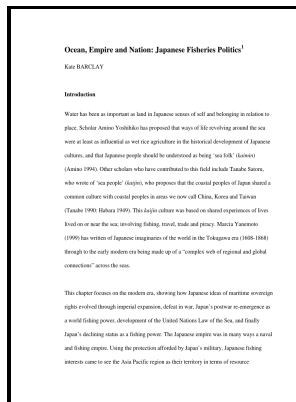 Ocean, Empire and Nation: Japanese Fisheries Politics1
Kate BARCLAY
Introduction
Water has been as important as land in Japanese senses of self and belonging in relation to
place. Scholar Amino Yoshihiko has proposed that ways of life revolving around the sea
were at least as influential as wet rice agriculture in the historical development of Japanese
cultures, and that Japanese people should be understood as being 'sea folk' (kaimin)
(Amino 1994). Other scholars who have contributed to this field include Tanabe Satoru,
who wrote of 'sea people' (kaijin), who proposes that the coastal peoples of Japan shared a
common culture with coastal peoples in areas we now call China, Korea and Taiwan
(Tanabe 1990: Habara 1949). This kaijin culture was based on shared experiences of lives
lived on or near the sea; involving fishing, travel, trade and piracy. Marcia Yanemoto
(1999) has written of Japanese imaginaries of the world in the Tokugawa era (1608-1868)
through to the early modern era being made up of a "complex web of regional and global
connections" across the seas.
This chapter focuses on the modern era, showing how Japanese ideas of maritime sovereign
rights evolved through imperial expansion, defeat in war, Japan's postwar re-emergence as
a world fishing power, development of the United Nations Law of the Sea, and finally
Japan's declining status as a fishing power. The Japanese empire was in many ways a naval
and fishing empire. Using the protection afforded by Japan's military, Japanese fishing
interests came to see the Asia Pacific region as their territory in terms of resource